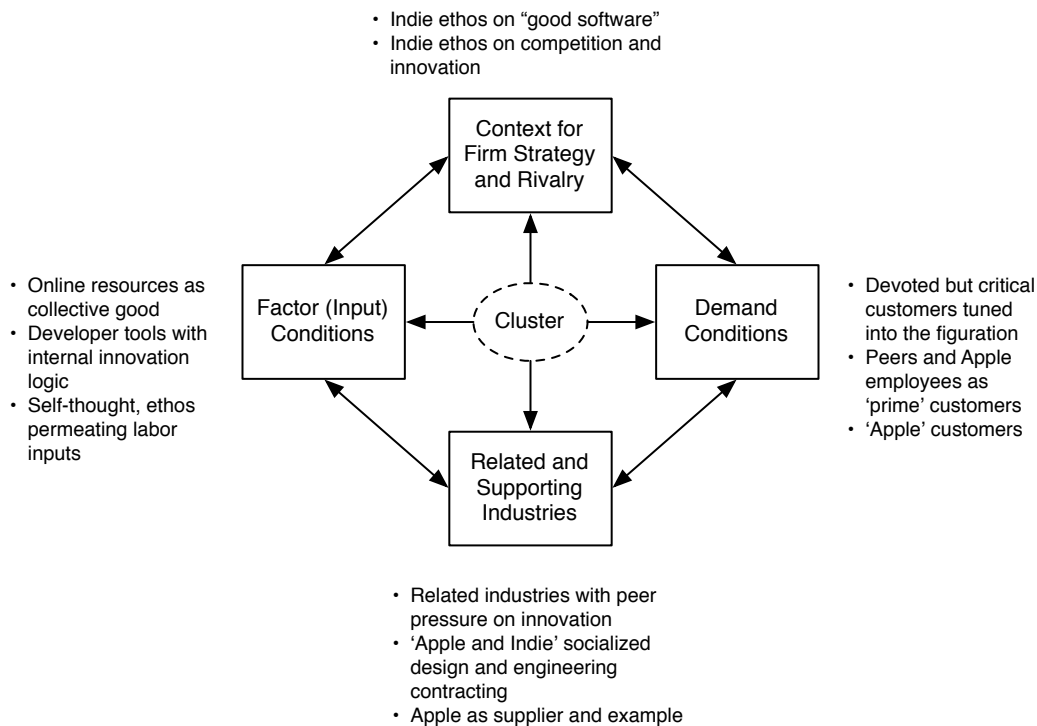 • Indie ethos on “good software”
• Indie ethos on competition and
innovation
Context for
Firm Strategy
and Rivalry
• Online resources as
collective good
• Developer tools with
internal innovation
logic
• Self-thought, ethos
permeating labor
inputs
Factor (Input)
Conditions
Cluster
Demand
Conditions
• Devoted but critical
customers tuned
into the figuration
• Peers and Apple
employees as
‘prime’ customers
• ‘Apple’ customers
Related and
Supporting
Industries
• Related industries with peer
pressure on innovation
• ‘Apple and Indie’ socialized
design and engineering
contracting
• Apple as supplier and example